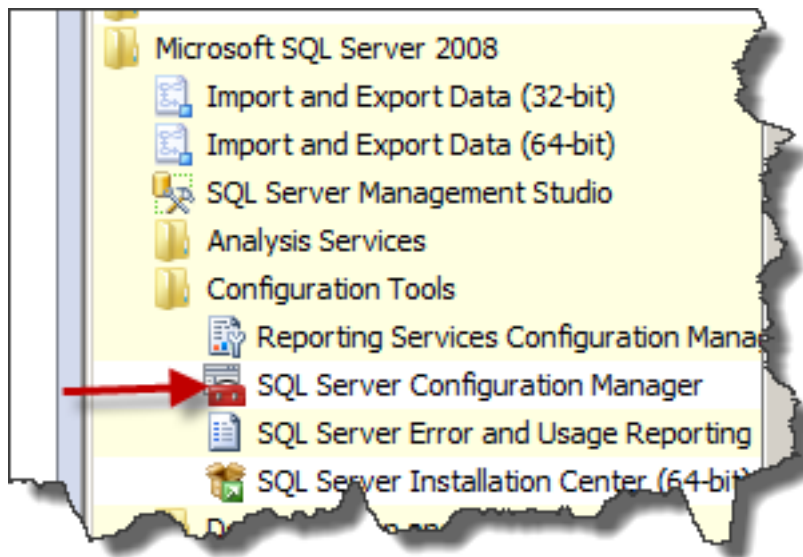 Microsoft SQL Server 2008
Import and Export Data (32-bit)
Import and Export Data (64-bit)
SQL Server Management Studio
Analysis Services
Configuration Tools
Reporting Services Configuration
SQL Server Configuration Manager
SQL Server Error and Usage Reporting
SQL Server Installation Center (64-bit)